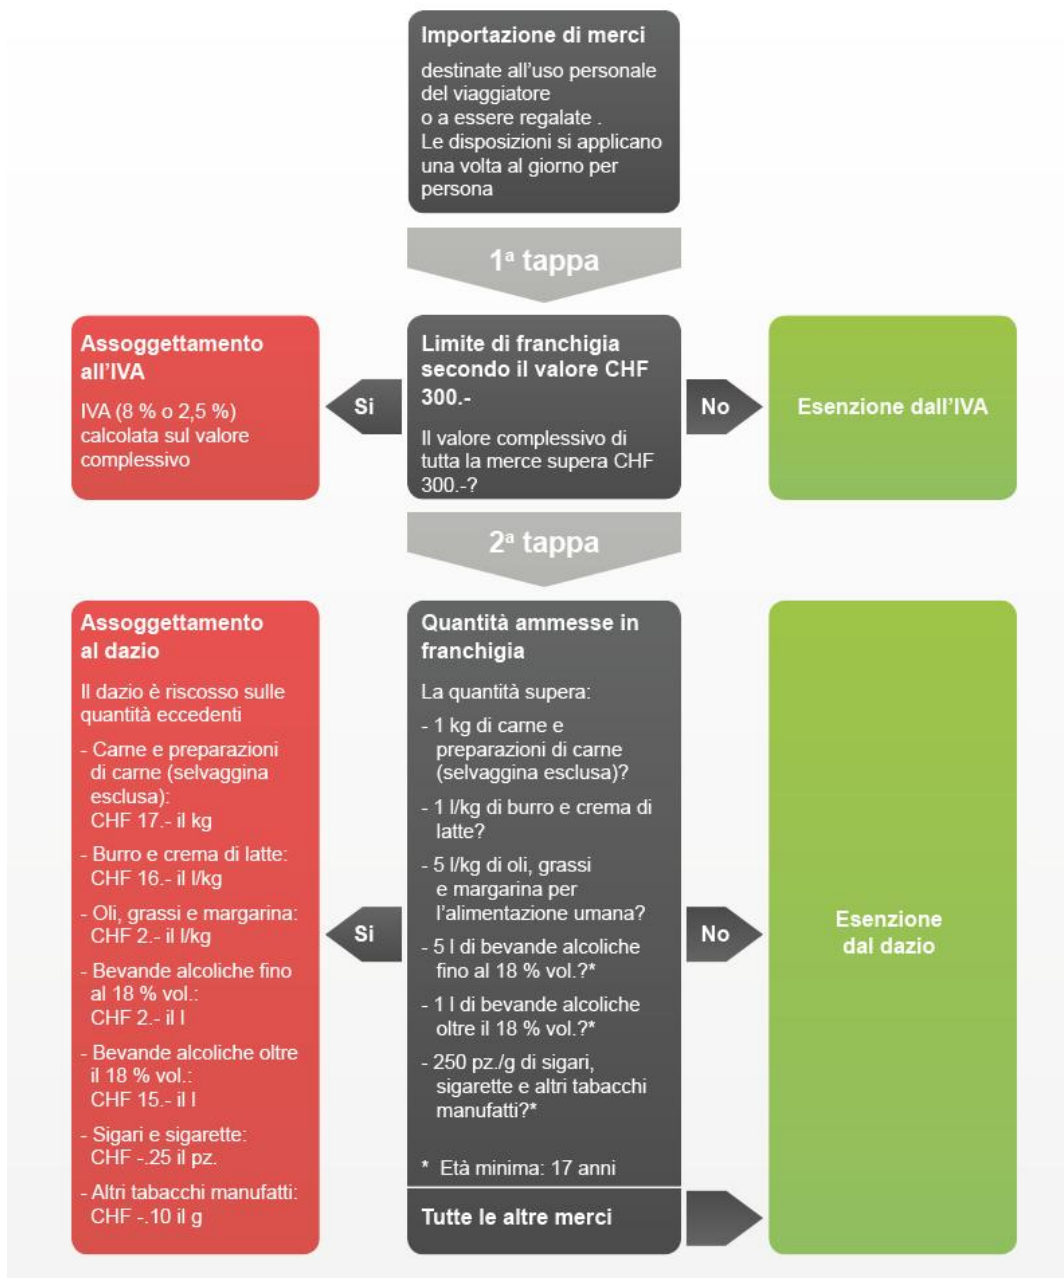 Importazione di merci
destinate all'uso personale
del viaggiatore
o a essere regalate .
Le disposizioni si applicano
una volta al giorno per
persona
1ª tappa
Assoggettamento
all'IVA
IVA (8 % o 2,5 %)
calcolata sul valore
complessivo
Si
Limite di franchigia
secondo il valore CHF
300.-
Il valore complessivo di
tutta la merce supera CHF
300.-?
No
Esenzione dall'IVA
2ª tappa
Assoggettamento
al dazio
Il dazio è riscosso sulle
quantità eccedenti
- Carne e preparazioni
di carne (selvaggina
esclusa):
CHF 17.- il kg
- Burro e crema di latte:
CHF 16.- il l/kg
- Oli, grassi e margarina:
CHF 2.- il l/kg
- Bevande alcoliche fino
al 18 % vol.:
CHF 2.- il l
- Bevande alcoliche oltre
il 18 % vol.:
CHF 15.- il l
- Sigari e sigarette:
CHF -.25 il pz.
- Altri tabacchi manufatti:
CHF -.10 il g
Si
Quantità ammesse in
franchigia
La quantità supera:
- 1 kg di carne e
preparazioni di carne
(selvaggina esclusa)?
- 1 l/kg di burro e crema di
latte?
- 5 l/kg di oli, grassi
e margarina per
l'alimentazione umana?
- 5 l di bevande alcoliche
fino al 18 % vol.?*
- 1 l di bevande alcoliche
oltre il 18 % vol.?*
- 250 pz./g di sigari,
sigarette e altri tabacchi
manufatti?*
* Età minima: 17 anni
Tutte le altre merci
No
Esenzione
dal dazio